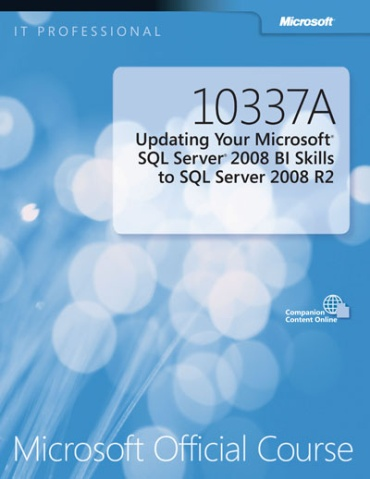 IT PROFESSIONAL
Microsoft®
10337A
Updating Your Microsoft®
SQL Server® 2008 BI Skills
to SQL Server 2008 R2
Companion
Content Online
Microsoft Official Course